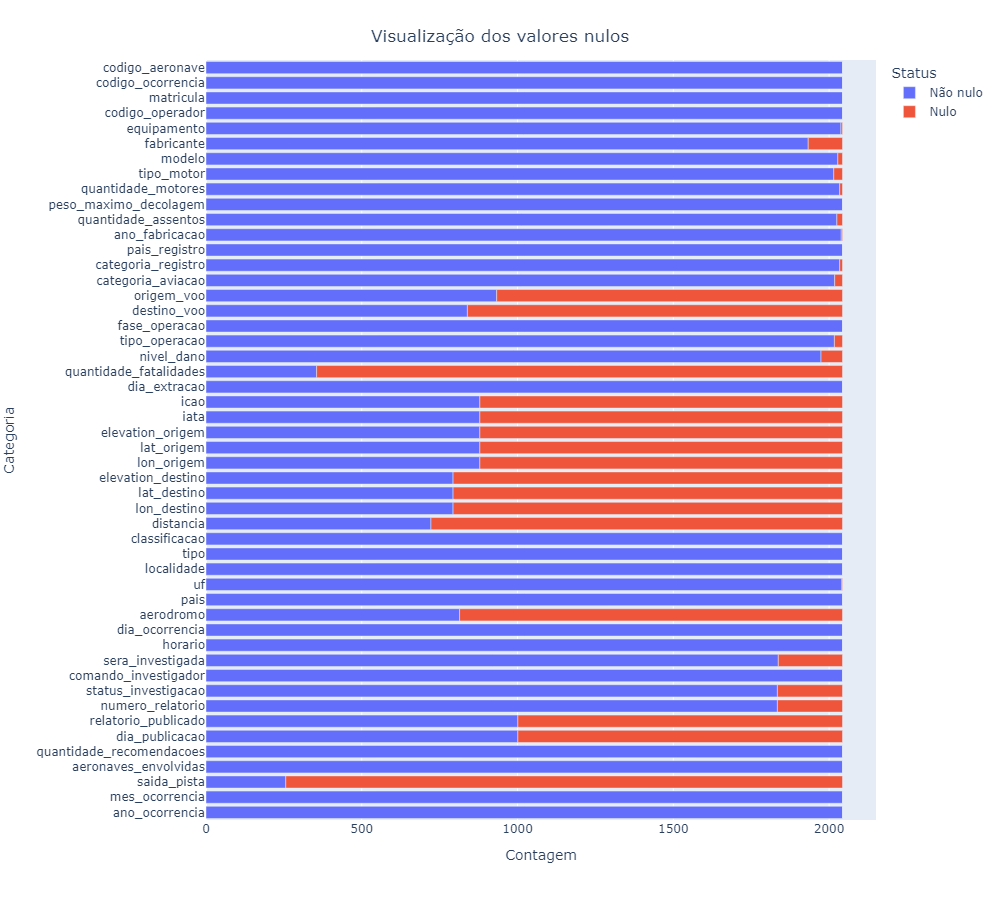 Visualização dos valores nulos
Status
Não nulo
Nulo
Categoria
codigo_aeronave
codigo_ocorrencia
matricula
codigo_operador
equipamento
fabricante
modelo
tipo_motor
quantidade_motores
peso_maximo_decolagem
quantidade_assentos
ano_fabricacao
pais_registro
categoria_registro
categoria_aviacao
origem_voo
destino_voo
fase_operacao
tipo_operacao
nivel_dano
quantidade_fatalidades
dia_extracao
icao
iata
elevation_origem
lat_origem
lon_origem
elevation_destino
lat_destino
lon_destino
distancia
classificacao
tipo
localidade
uf
pais
aerodromo
dia_ocorrencia
horario
sera_investigada
comando_investigador
status_investigacao
numero_relatorio
relatorio_publicado
dia_publicacao
quantidade_recomendacoes
aeronaves_envolvidas
saida_pista
mes_ocorrencia
ano_ocorrencia
0 500 1000 1500 2000
Contagem